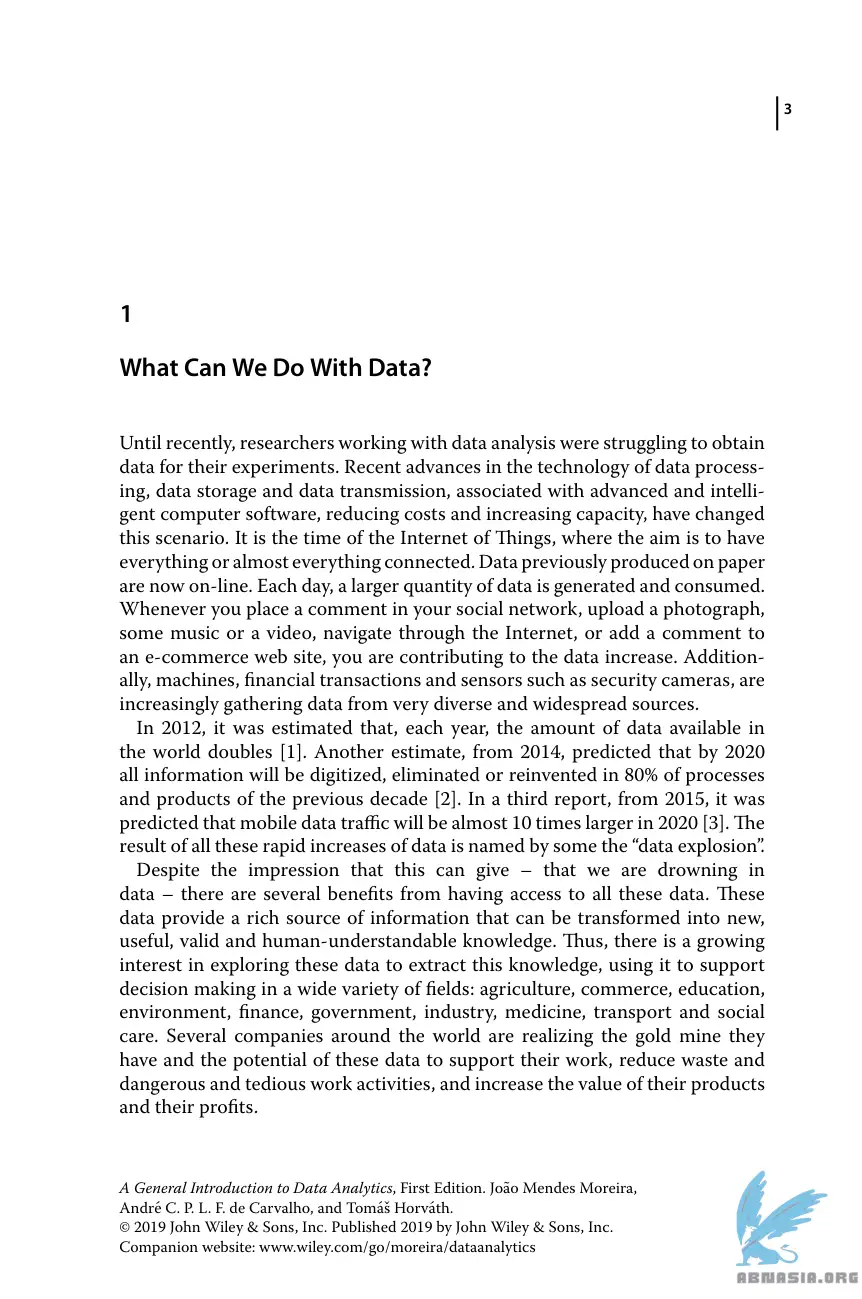 3
1
What Can We Do With Data?
Until recently, researchers working with data analysis were struggling to obtain
data for their experiments. Recent advances in the technology of data process-
ing, data storage and data transmission, associated with advanced and intelli-
gent computer software, reducing costs and increasing capacity, have changed
this scenario. It is the time of the Internet of Things, where the aim is to have
everything or almost everything connected. Data previously produced on paper
are now on-line. Each day, a larger quantity of data is generated and consumed.
Whenever you place a comment in your social network, upload a photograph,
some music or a video, navigate through the Internet, or add a comment to
an e-commerce web site, you are contributing to the data increase. Addition-
ally, machines, financial transactions and sensors such as security cameras, are
increasingly gathering data from very diverse and widespread sources.
In 2012, it was estimated that, each year, the amount of data available in
the world doubles [1]. Another estimate, from 2014, predicted that by 2020
all information will be digitized, eliminated or reinvented in 80% of processes
and products of the previous decade [2]. In a third report, from 2015, it was
predicted that mobile data traffic will be almost 10 times larger in 2020 [3]. The
result of all these rapid increases of data is named by some the “data explosion”.
Despite the impression that this can give – that we are drowning in
data – there are several benefits from having access to all these data. These
data provide a rich source of information that can be transformed into new,
useful, valid and human-understandable knowledge. Thus, there is a growing
interest in exploring these data to extract this knowledge, using it to support
decision making in a wide variety of fields: agriculture, commerce, education,
environment, finance, government, industry, medicine, transport and social
care. Several companies around the world are realizing the gold mine they
have and the potential of these data to support their work, reduce waste and
dangerous and tedious work activities, and increase the value of their products
and their profits.
A General Introduction to Data Analytics, First Edition. João Mendes Moreira,
André C. P. L. F. de Carvalho, and Tomáš Horváth.
© 2019 John Wiley & Sons, Inc. Published 2019 by John Wiley & Sons, Inc.
Companion website: www.wiley.com/go/moreira/dataanalytics
ABNASIA.ORG